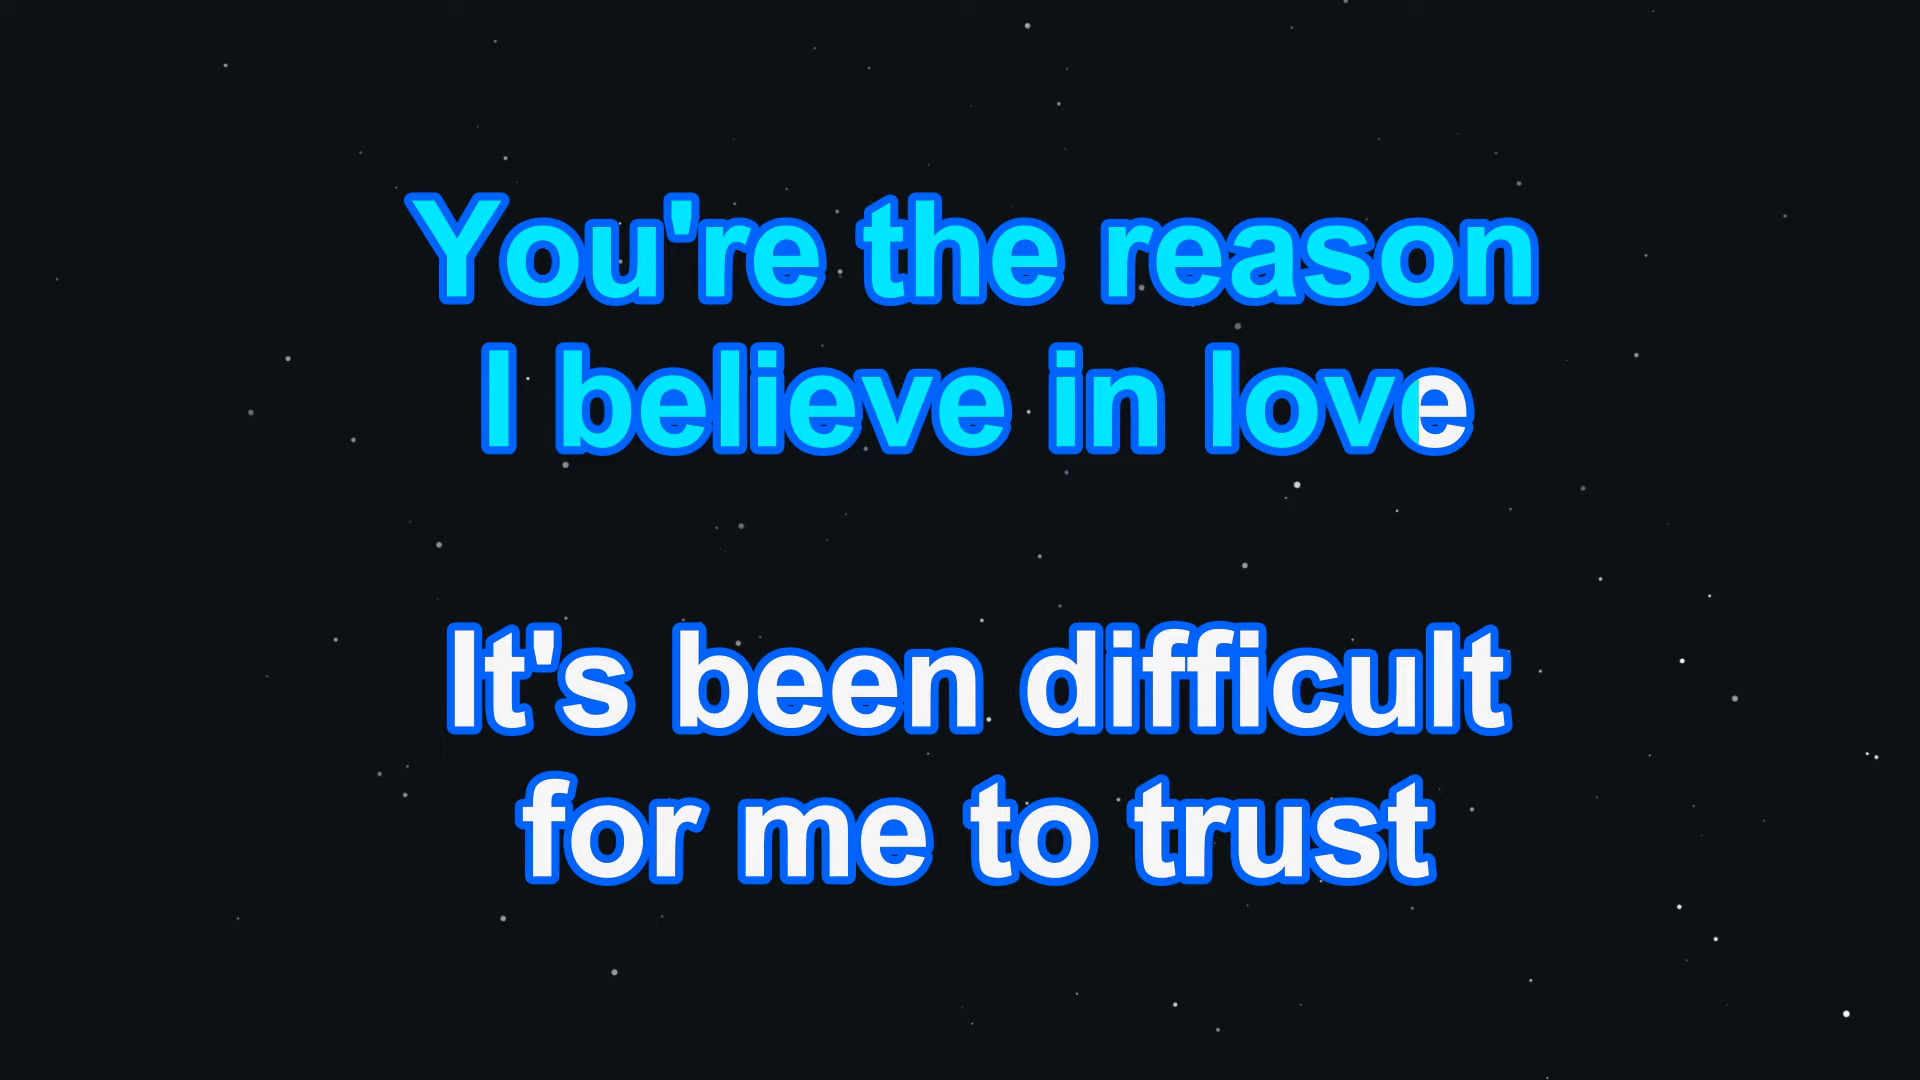 You're the reason
I believe in love
It's been difficult
for me to trust